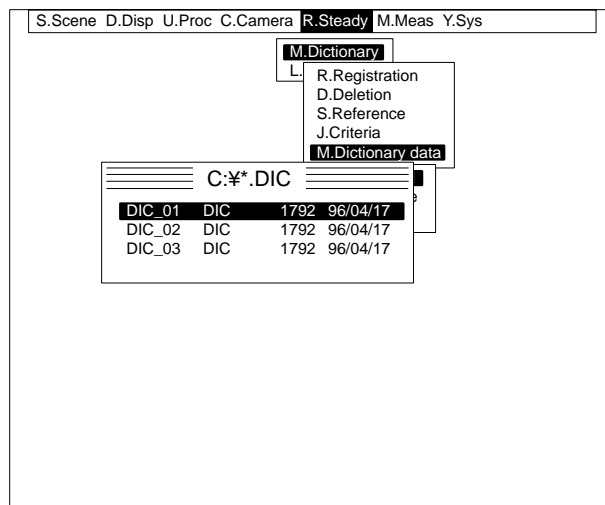 S.Scene D.Disp U.Proc C.Camera R.Steady M.Meas Y.Sys
M.Dictionary
L.
R.Registration
D.Deletion
S.Reference
J.Criteria
M.Dictionary data
C:¥*.DIC
DIC_01 DIC 1792 96/04/17
DIC_02 DIC 1792 96/04/17
DIC_03 DIC 1792 96/04/17